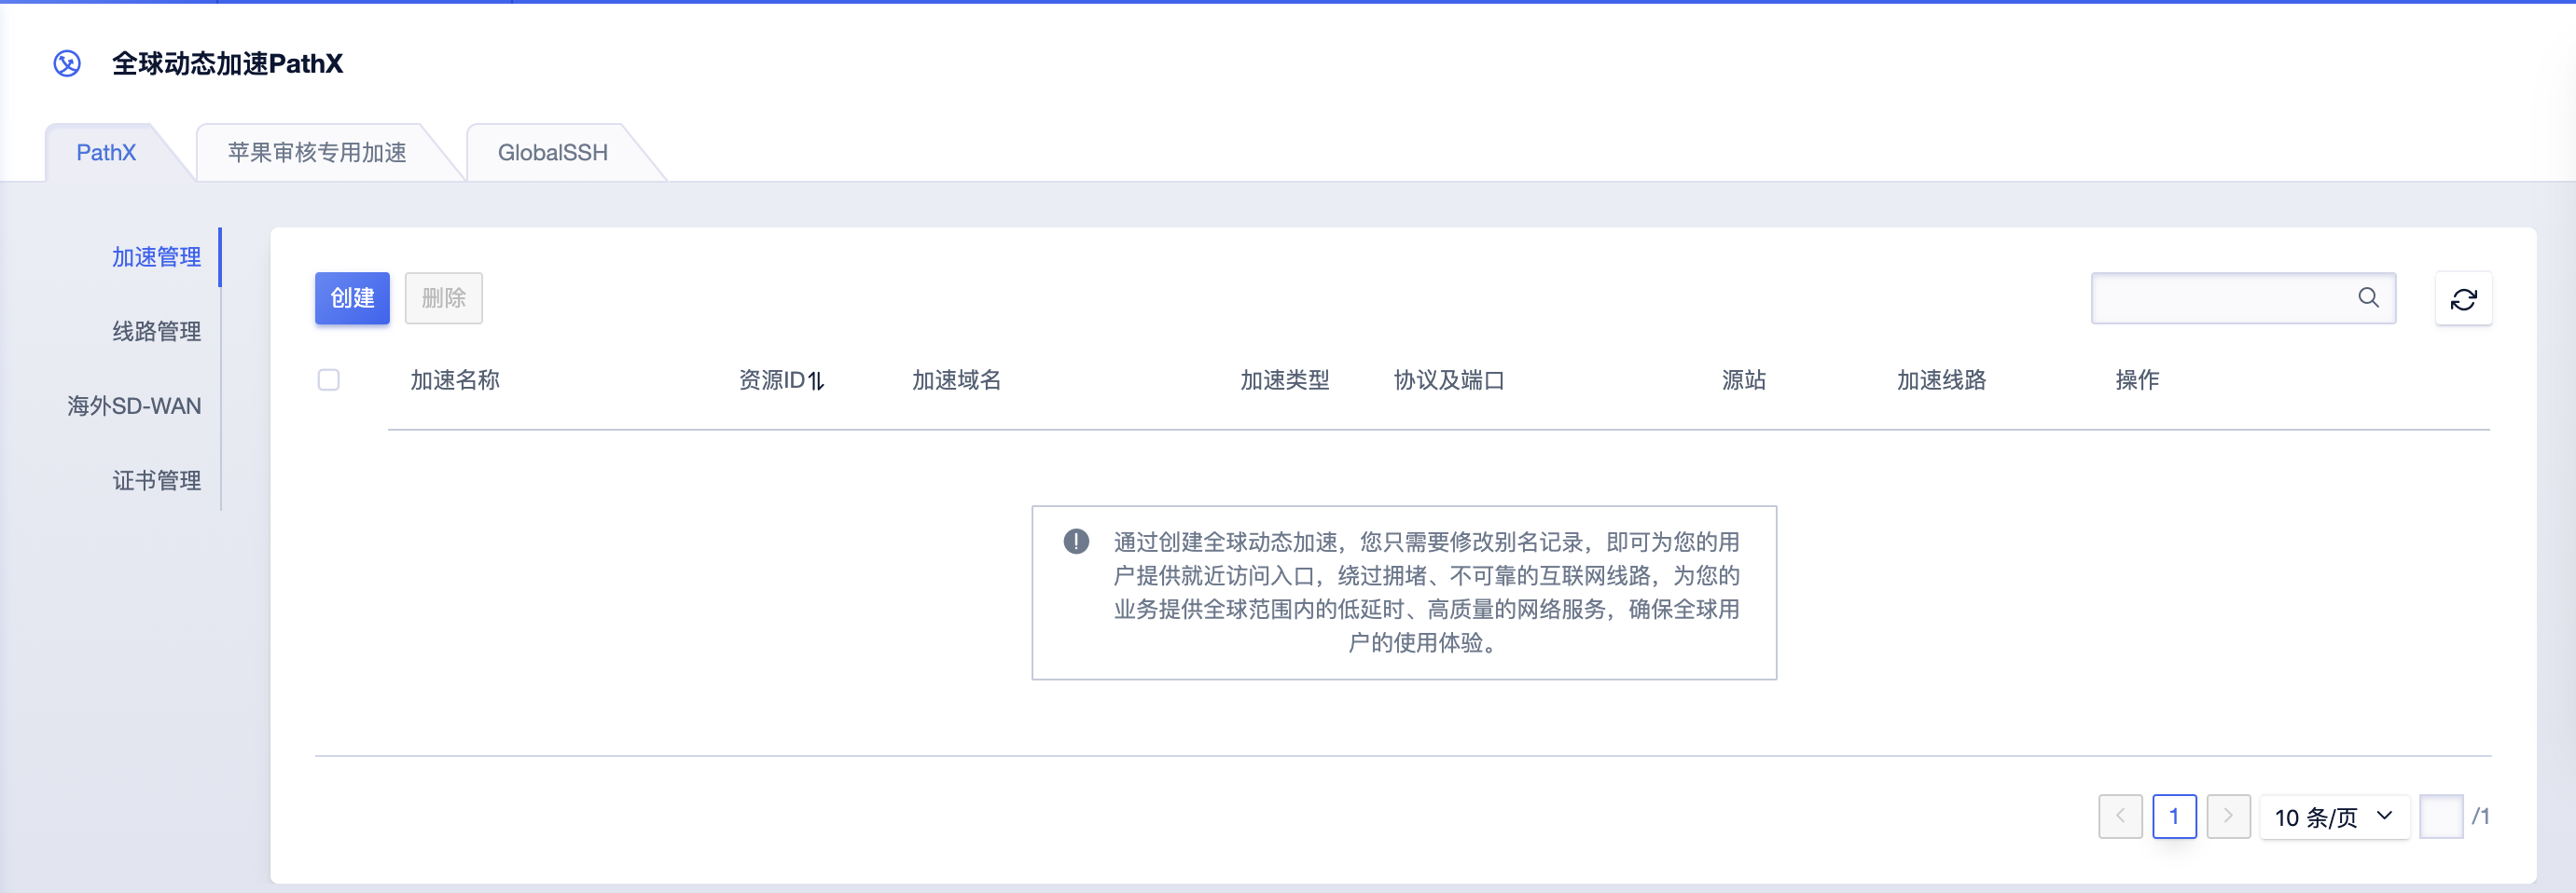 全球动态加速PathX
PathX
苹果审核专用加速
GlobalSSH
加速管理
线路管理
海外SD-WAN
证书管理
创建
删除
加速名称
资源ID
加速域名
加速类型
协议及端口
源站
加速线路
操作
通过创建全球动态加速，您只需要修改别名记录，即可为您的用
户提供就近访问入口，绕过拥堵、不可靠的互联网线路，为您的
业务提供全球范围内的低延时、高质量的网络服务，确保全球用
户的使用体验。
1
10 条/页
/1